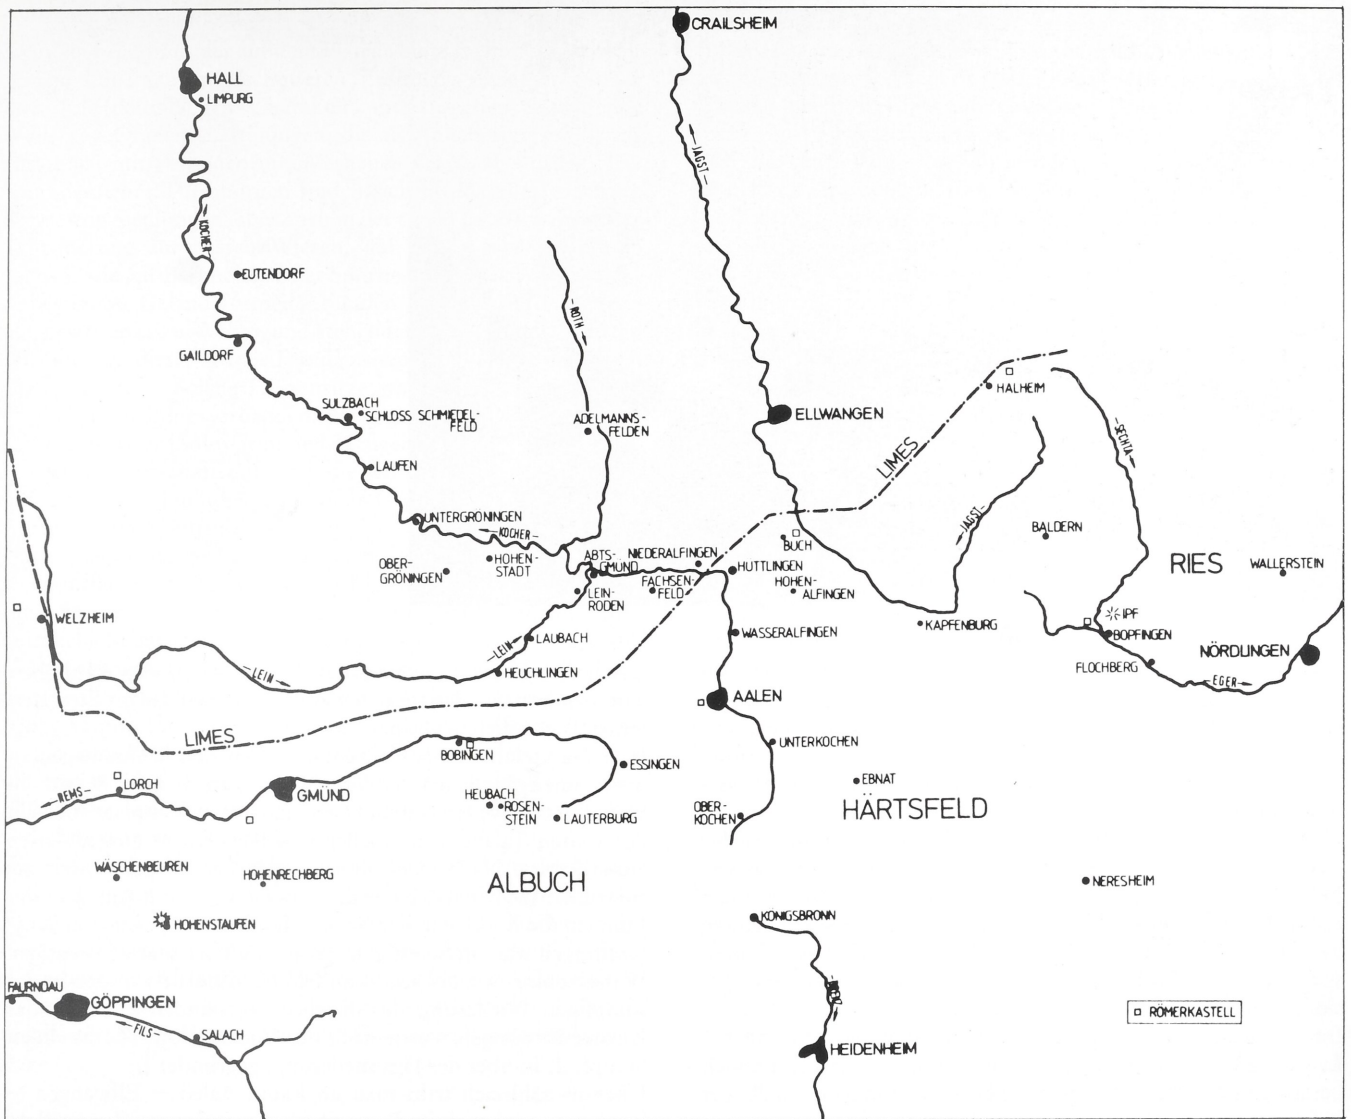 CRAILSHEIM
HALL
LIMPURG
-JAGST-
-KOCHER
EUTENDORF
-ROTH
GAILDORF
HALHEIM
SULZBACH
SCHLOSS SCHMIEDEL-
FELD
ADELMANNS-
FELDEN
ELLWANGEN
LIMES
SECHTA
LAUFEN
UNTERGRÖNINGEN
-KOCHER-
-JAGST-
BALDERN
BUCH
OBER-
GRÖNINGEN
HOHEN-
STADT
ABTS-
GMÜND
NIEDERALFINGEN
HÜTTLINGEN
RIES
WALLERSTEIN
FACHSEN-
FELD
HOHEN-
ALFINGEN
LEIN-
RODEN
WELZHEIM
IPF
KAPFENBURG
BOPFINGEN
LAUBACH
WASSERALFINGEN
-LEIN
NÖRDLINGEN
FLOCHBERG
-LEIN
HEUCHLINGEN
-EGER
AALEN
LIMES
BÖBINGEN
UNTERKOCHEN
ESSINGEN
LORCH
EBNAT
-REMS-
GMÜND
HEUBACH
ROSEN-
STEIN
LAUTERBURG
OBER-
KOCHEN
HÄRTSFELD
WÄSCHENBEUREN
HOHENRECHBERG
ALBUCH
NERESHEIM
HOHENSTAUFEN
KÖNIGSBRONN
FAURNDAU
GÖPPINGEN
-FILS-
SALACH
RÖMERKASTELL
HEIDENHEIM